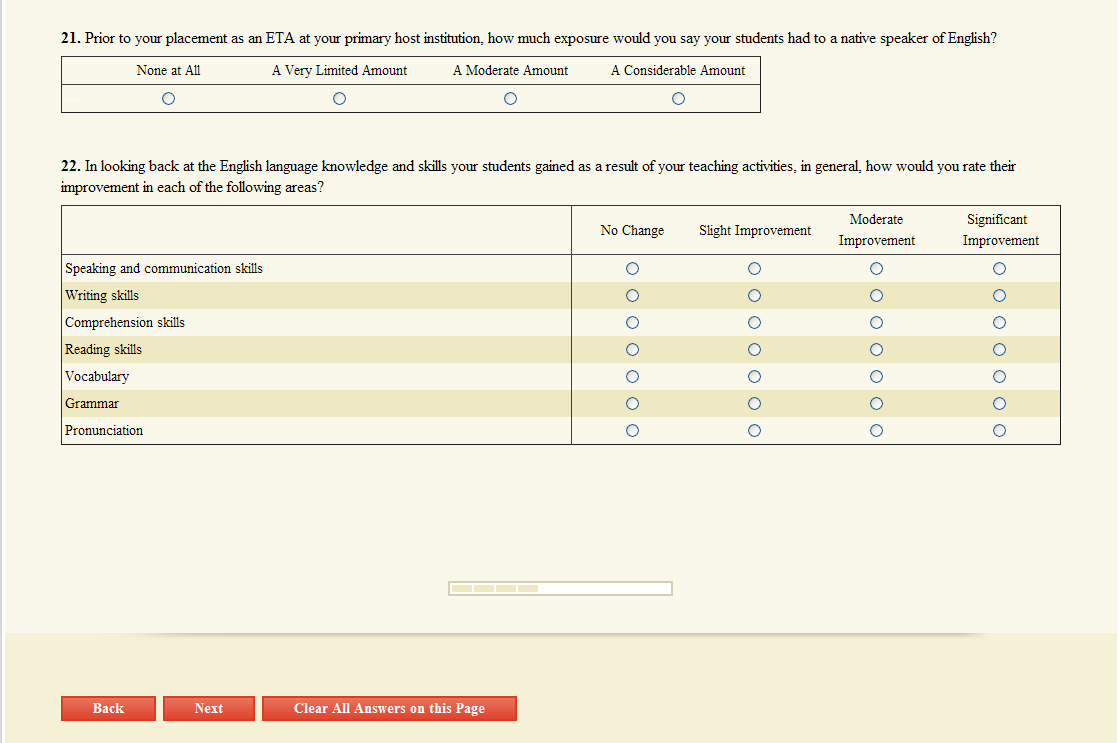 21. Prior to your placement as an ETA at your primary host institution, how much exposure would you say your students had to a native speaker of English?
None at All A Very Limited Amount A Moderate Amount A Considerable Amount
22. In looking back at the English language knowledge and skills your students gained as a result of your teaching activities, in general, how would you rate their
improvement in each of the following areas?
No Change Slight Improvement Moderate Improvement Significant Improvement
Speaking and communication skills
Writing skills
Comprehension skills
Reading skills
Vocabulary
Grammar
Pronunciation
Back Next Clear All Answers on this Page